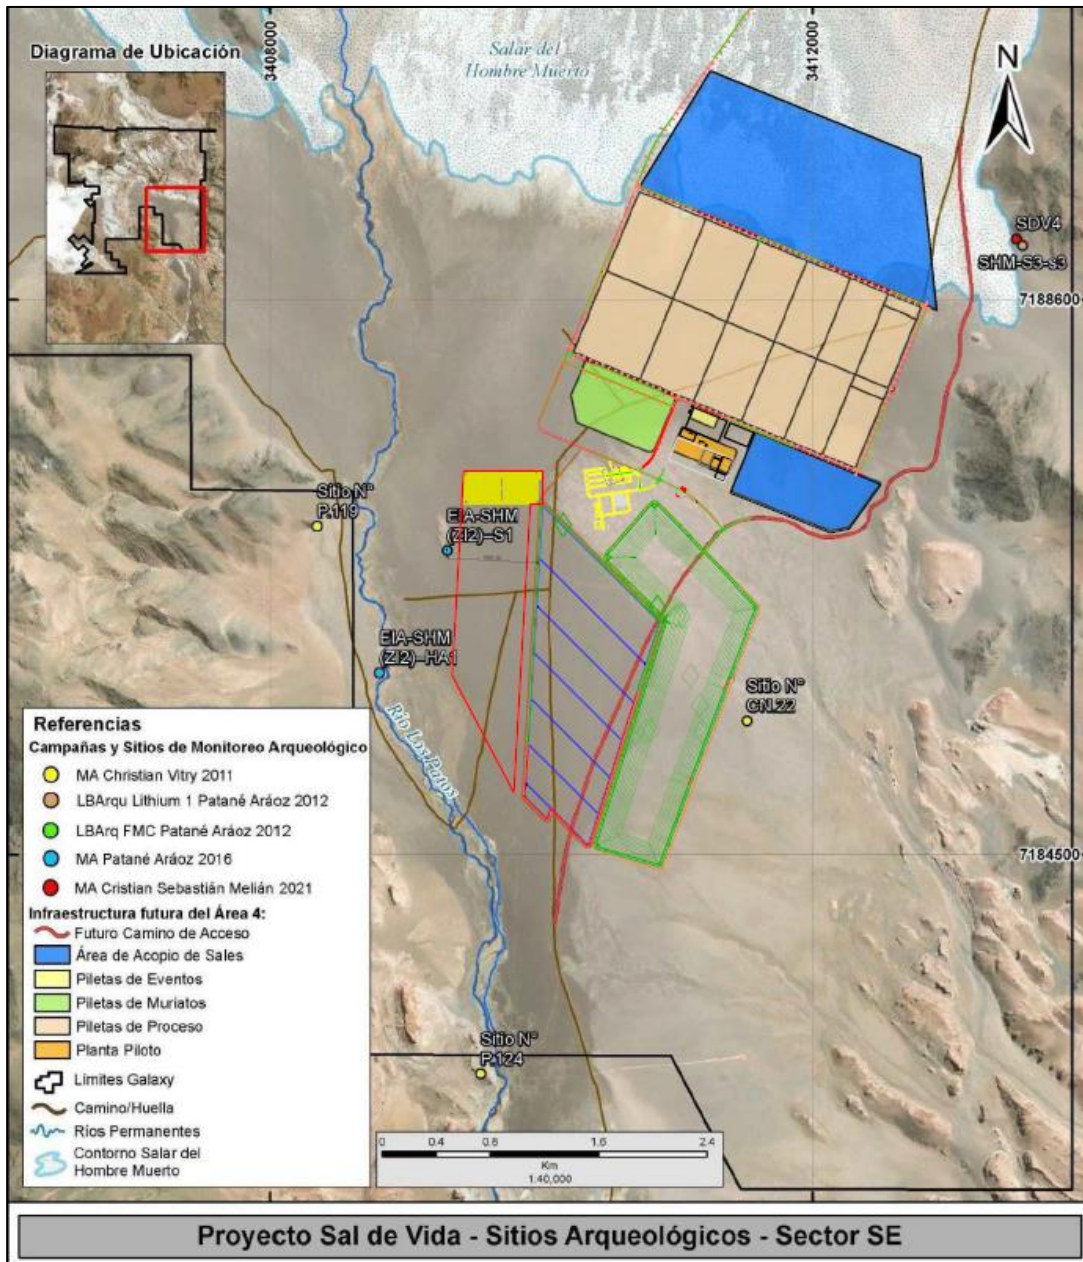 Diagrama de Ubicación
3408000
3412000
Salar del
Hombre Muerto
N
SDV4
SHM-S3-s3
7188600
Sitio N°
P.119
EIA-SHM
(ZI2)–S1
EIA-SHM
(ZI2)–HA1
Sitio N°
CN.22
Río Los Patos
7184500
Sitio N°
P.124
Referencias
Campañas y Sitios de Monitoreo Arqueológico
MA Christian Vitry 2011
LBArqu Lithium 1 Patané Aráoz 2012
LBArq FMC Patané Aráoz 2012
MA Patané Aráoz 2016
MA Cristian Sebastián Melián 2021
Infraestructura futura del Área 4:
Futuro Camino de Acceso
Área de Acopio de Sales
Piletas de Eventos
Piletas de Muriatos
Piletas de Proceso
Planta Piloto
Límites Galaxy
Camino/Huella
Ríos Permanentes
Contorno Salar del
Hombre Muerto
0 0.4 0.8 1.6 2.4
Km
1:40,000
Proyecto Sal de Vida - Sitios Arqueológicos - Sector SE